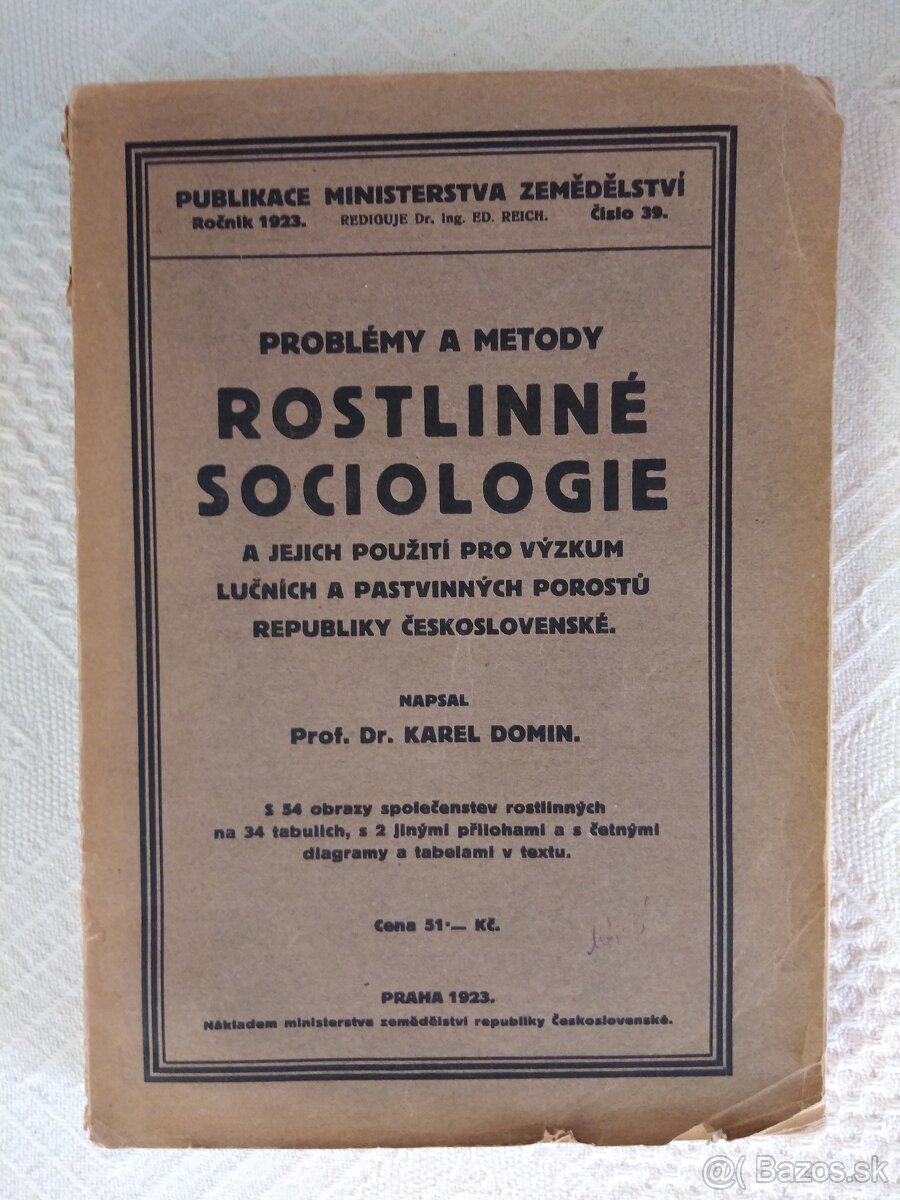 PUBLIKACE MINISTERSTVA ZEMĚDĚLSTVÍ
Ročník 1923. REDIGUJE Dr. Ing. ED. REICH. Číslo 39.
PROBLÉMY A METODY
ROSTLINNÉ
SOCIOLOGIE
A JEJICH POUŽITÍ PRO VÝZKUM
LUČNÍCH A PASTVINNÝCH POROSTŮ
REPUBLIKY ČESKOSLOVENSKÉ.
NAPSAL
Prof. Dr. KAREL DOMIN.
S 54 obrazy společenstev rostlinných
na 34 tabulích, s 2 jinými přílohami a s četnými
diagramy a tabelami v textu.
Cena 51·— Kč.
PRAHA 1923.
Nákladem ministerstva zemědělství republiky Československé.
@( Bazos.sk